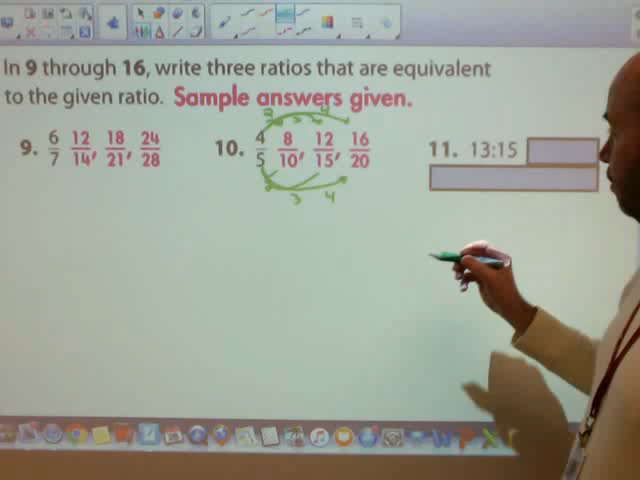 In 9 through 16, write three ratios that are equivalent
to the given ratio. Sample answers given.
9. 6/7 12/14, 18/21, 24/28
10. 4/5 8/10, 12/15, 16/20
11. 13:15
3 4